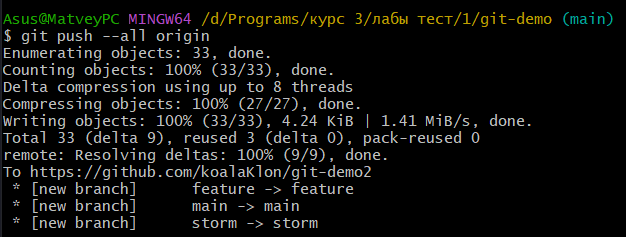 Asus@MatveyPC MINGW64 /d/Programs/курс 3/лабы тест/1/git-demo (main)
$ git push --all origin
Enumerating objects: 33, done.
Counting objects: 100% (33/33), done.
Delta compression using up to 8 threads
Compressing objects: 100% (27/27), done.
Writing objects: 100% (33/33), 4.24 KiB | 1.41 MiB/s, done.
Total 33 (delta 9), reused 3 (delta 0), pack-reused 0
remote: Resolving deltas: 100% (9/9), done.
To https://github.com/koalaKlon/git-demo2
 * [new branch]      feature -> feature
 * [new branch]      main -> main
 * [new branch]      storm -> storm